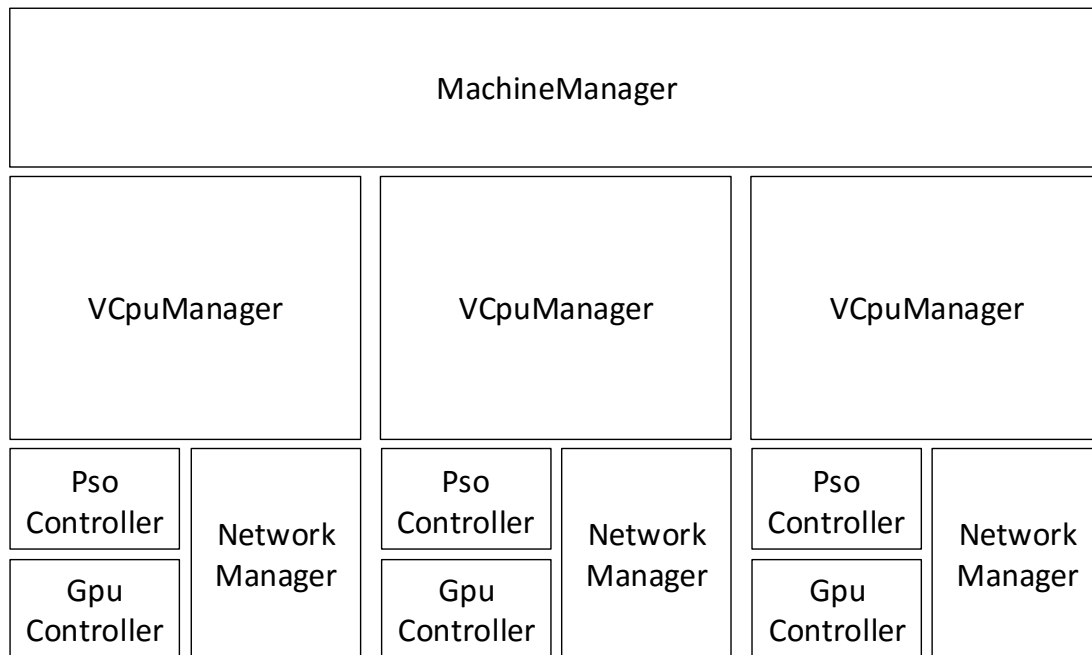 MachineManager
VCpuManager
VCpuManager
VCpuManager
Pso
Controller
Network
Manager
Gpu
Controller
Pso
Controller
Network
Manager
Gpu
Controller
Pso
Controller
Network
Manager
Gpu
Controller